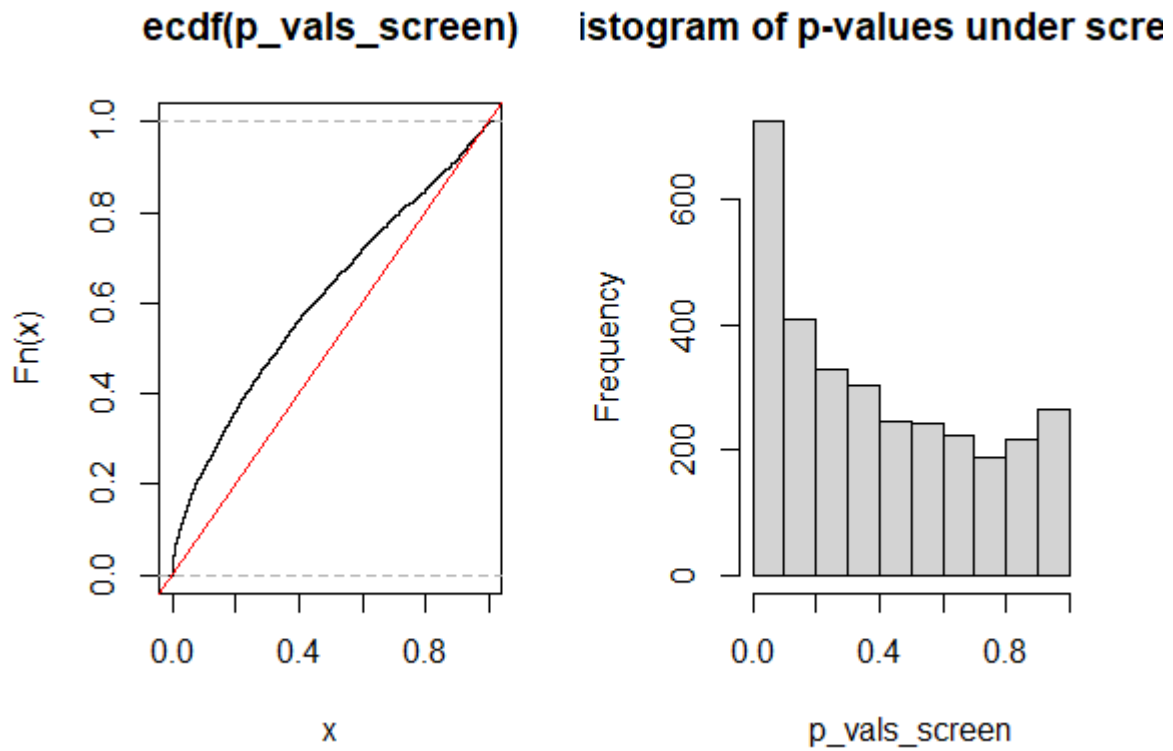 ecdf(p_vals_screen)
Fn(x)
1.0
0.8
0.6
0.4
0.2
0.0
0.0 0.4 0.8
x
istogram of p-values under scre
Frequency
600
400
200
0
0.0 0.4 0.8
p_vals_screen